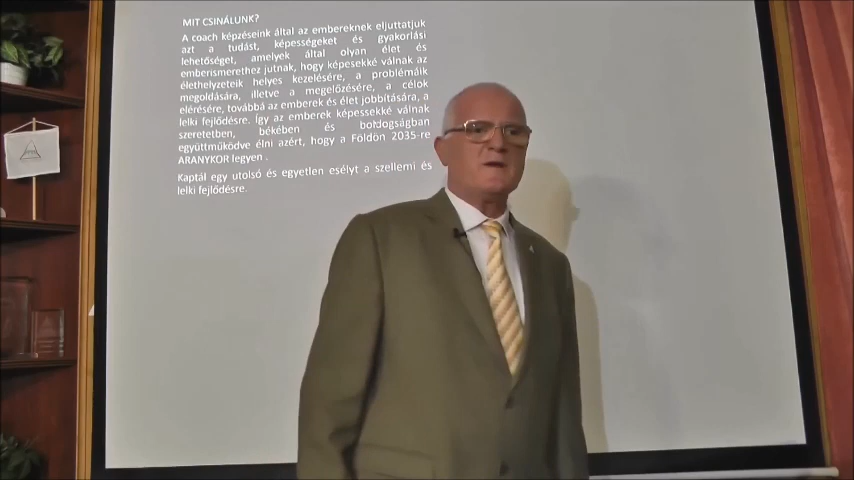 MIT CSINÁLUNK?
A coach képzéseink által az embereknek eljuttatjuk
azt a tudást, képességeket és gyakorlási
lehetőséget, amelyek által olyan élet és
emberismerethez jutnak, hogy képesekké válnak az
élethelyzeteik helyes kezelésére, a problémáik
megoldására, illetve a megelőzésére, a célok
elérésére, továbbá az emberek és élet jobbítására, a
lelki fejlődésre. Így az emberek képessekké válnak
szeretetben, békében és boldogságban
együttműködve élni azért, hogy a Földön 2035-re
ARANYKOR legyen .
Kaptál egy utolsó és egyetlen esélyt a szellemi és
lelki fejlődésre.